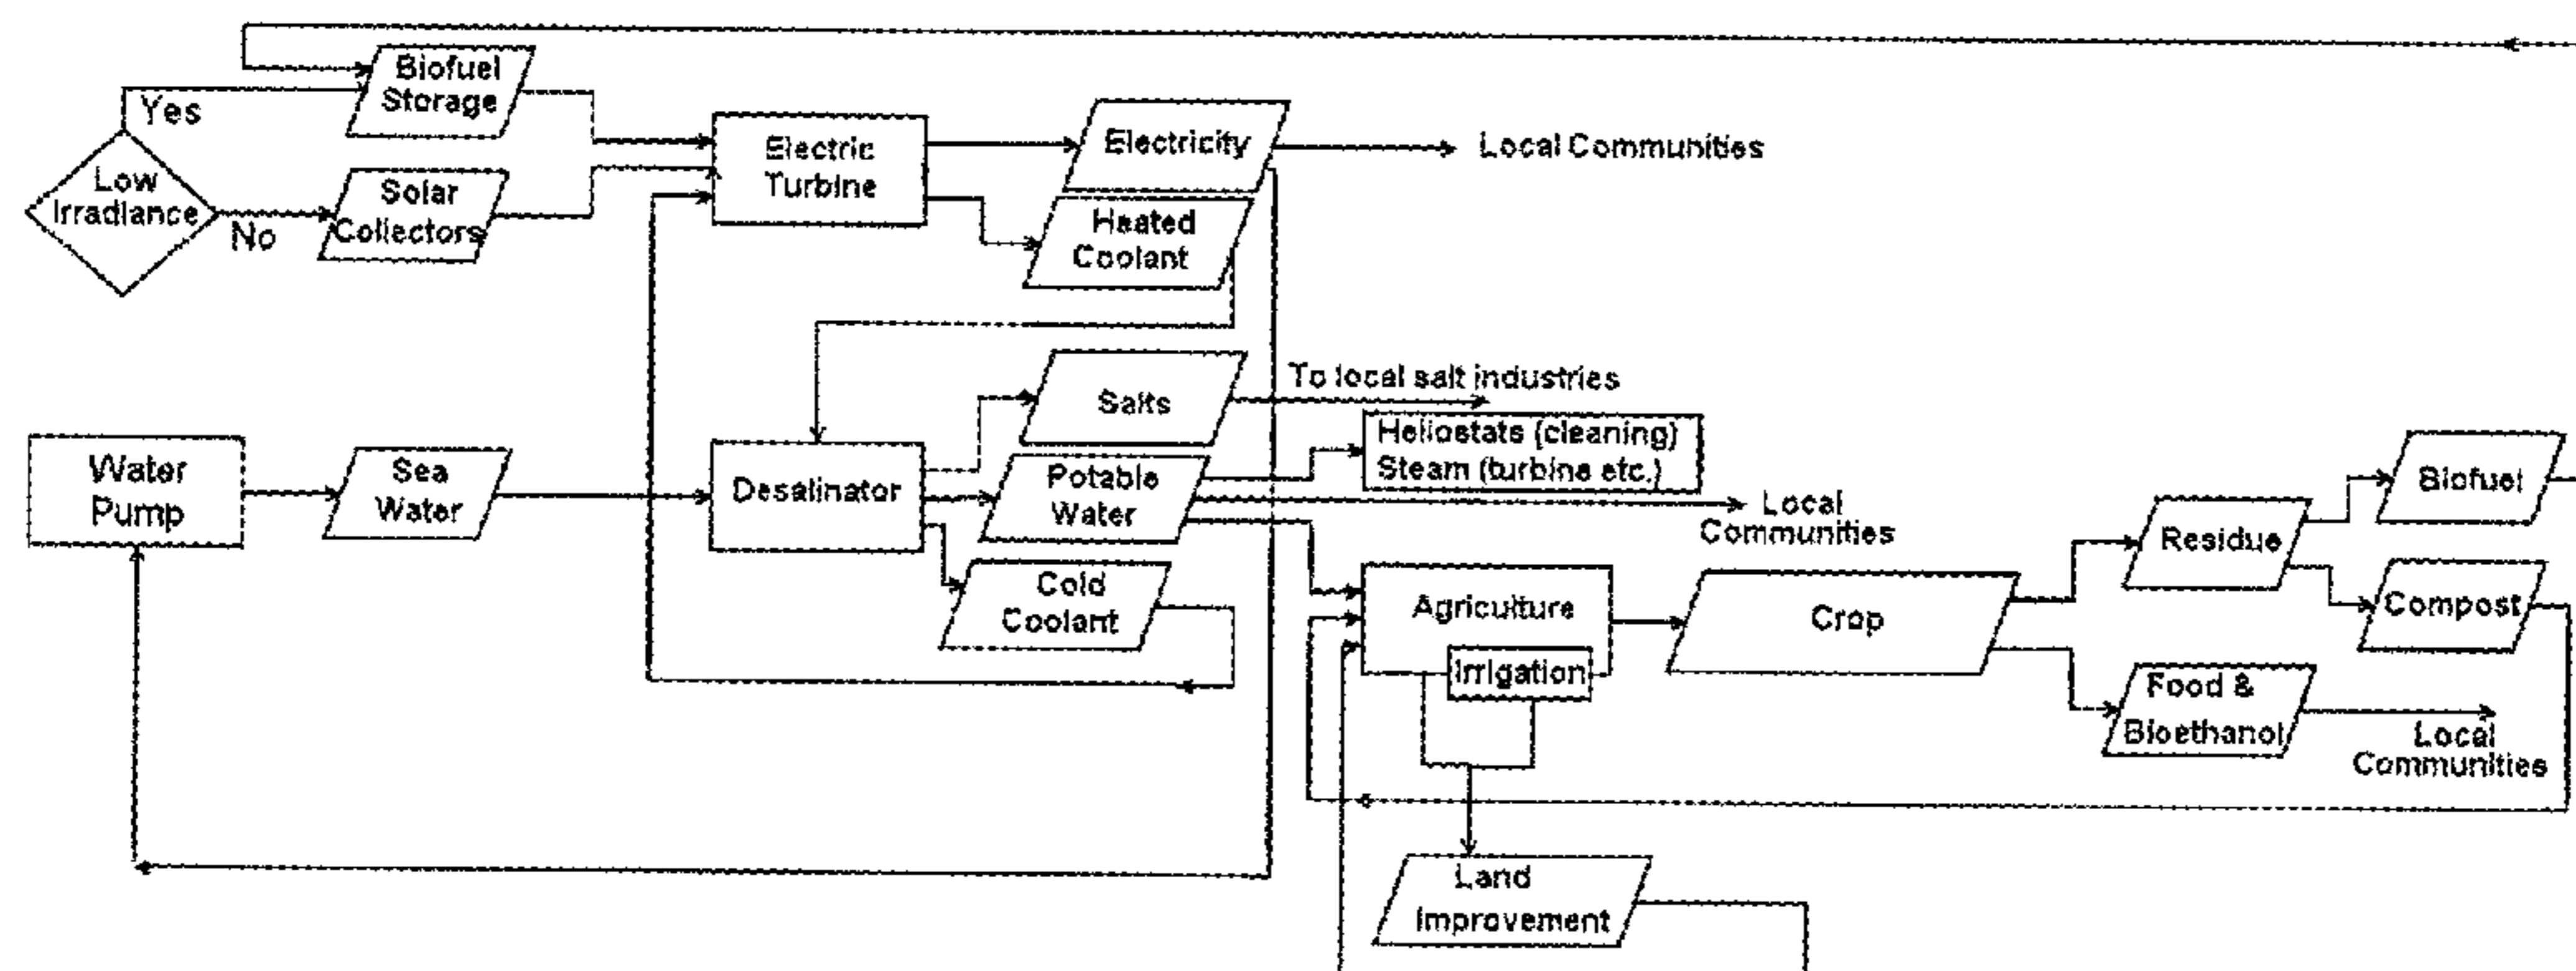 Biofuel
Storage
Yes
Low
Irradiance
No
Solar
Collectors
Electric
Turbine
Electricity
Local Communities
Heated
Coolant
Water
Pump
Sea
Water
Desalinator
Salts
To local salt industries
Potable
Water
Heliostats (cleaning)
Steam (turbine etc.)
Local
Communities
Cold
Coolant
Agriculture
Irrigation
Crop
Residue
Biofuel
Compost
Food &
Bioethanol
Local
Communities
Land
Improvement